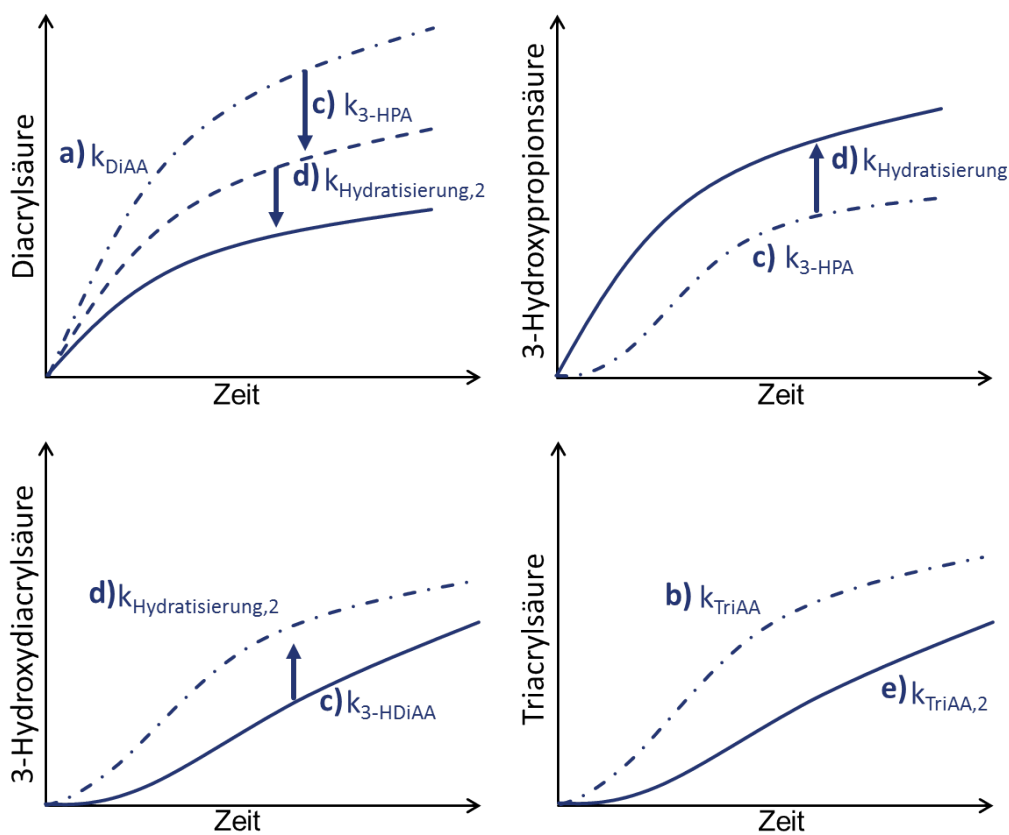 Diacrylsäure
a) kDiAA
c) k3-HPA
d) kHydratisierung,2
Zeit
3-Hydroxypropionsäure
d) kHydratisierung
c) k3-HPA
Zeit
3-Hydroxydiacrylsäure
d) kHydratisierung,2
c) k3-HDiAA
Zeit
Triacrylsäure
b) kTriAA
e) kTriAA,2
Zeit